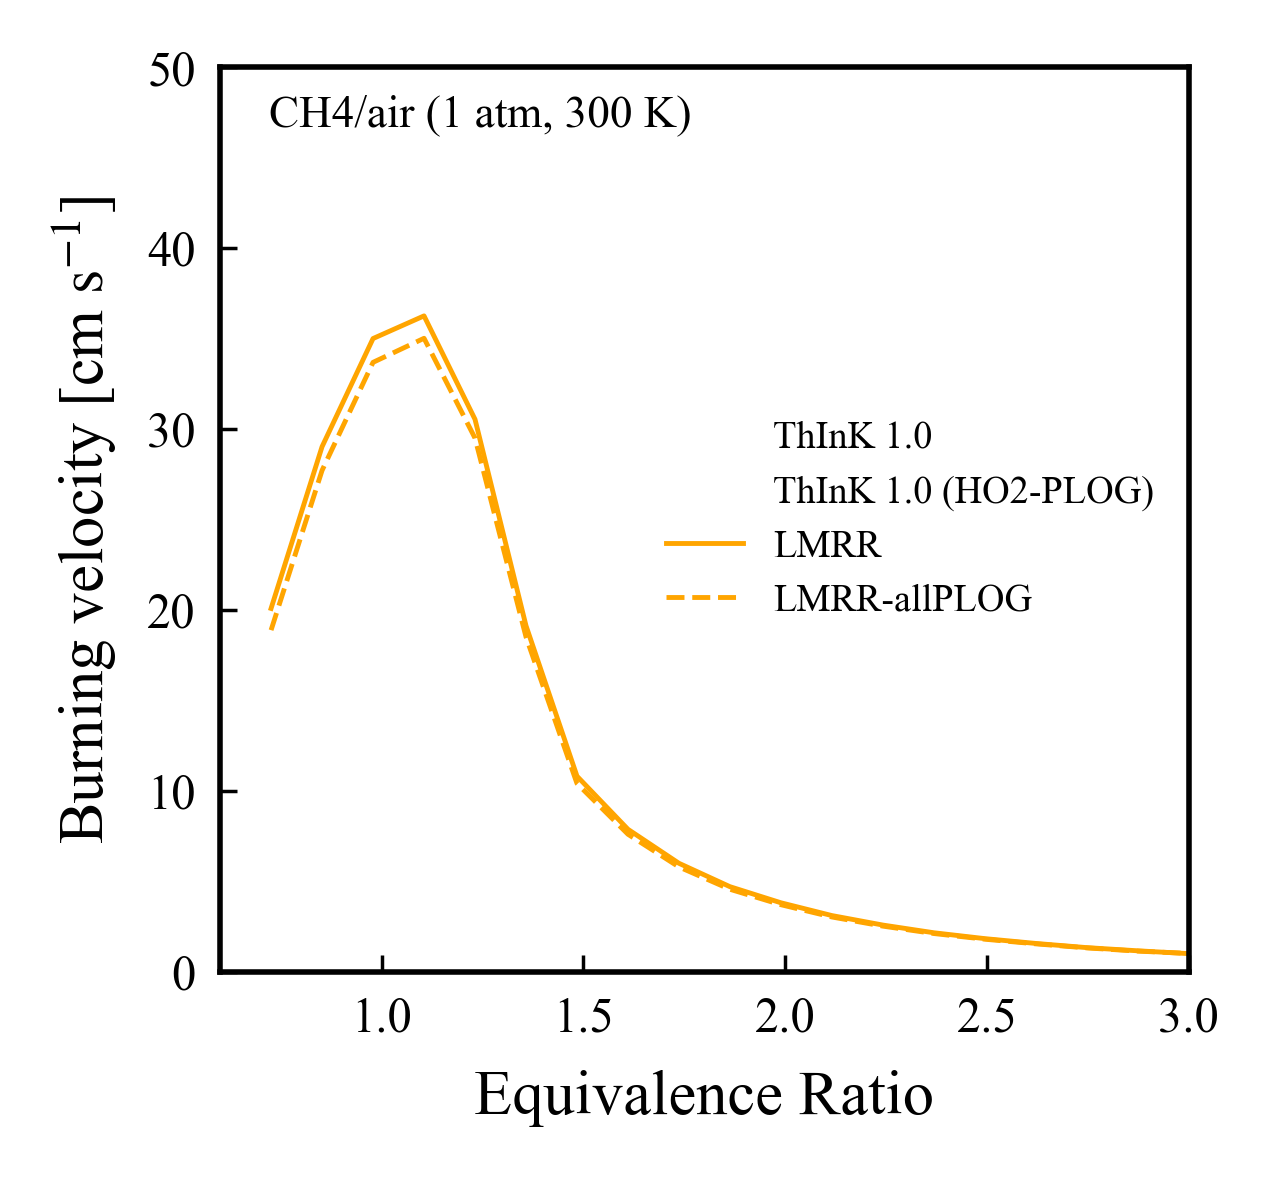 50
CH4/air (1 atm, 300 K)
40
30
20
10
0
Burning velocity [cm s⁻¹]
ThInK 1.0
ThInK 1.0 (HO2-PLOG)
LMRR
LMRR-allPLOG
1.0 1.5 2.0 2.5 3.0
Equivalence Ratio